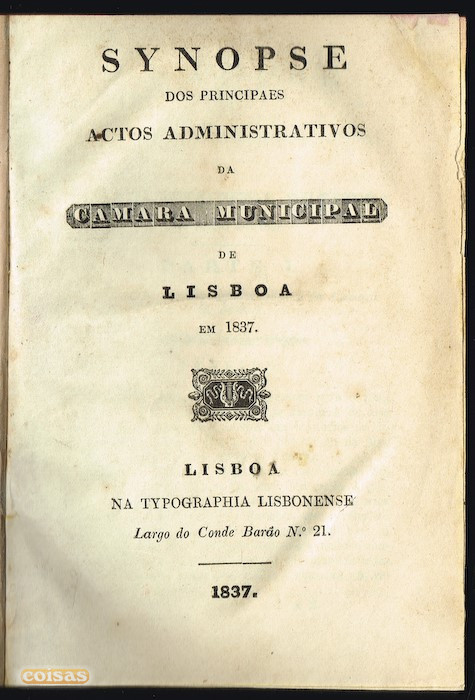 SYNOPSE
DOS PRINCIPAES
ACTOS ADMINISTRATIVOS
DA
CAMARA MUNICIPAL
DE
LISBOA
EM 1837.
LISBOA
NA TYPOGRAPHIA LISBONENSE
Largo do Conde Barão N.º 21.
1837.
coisas